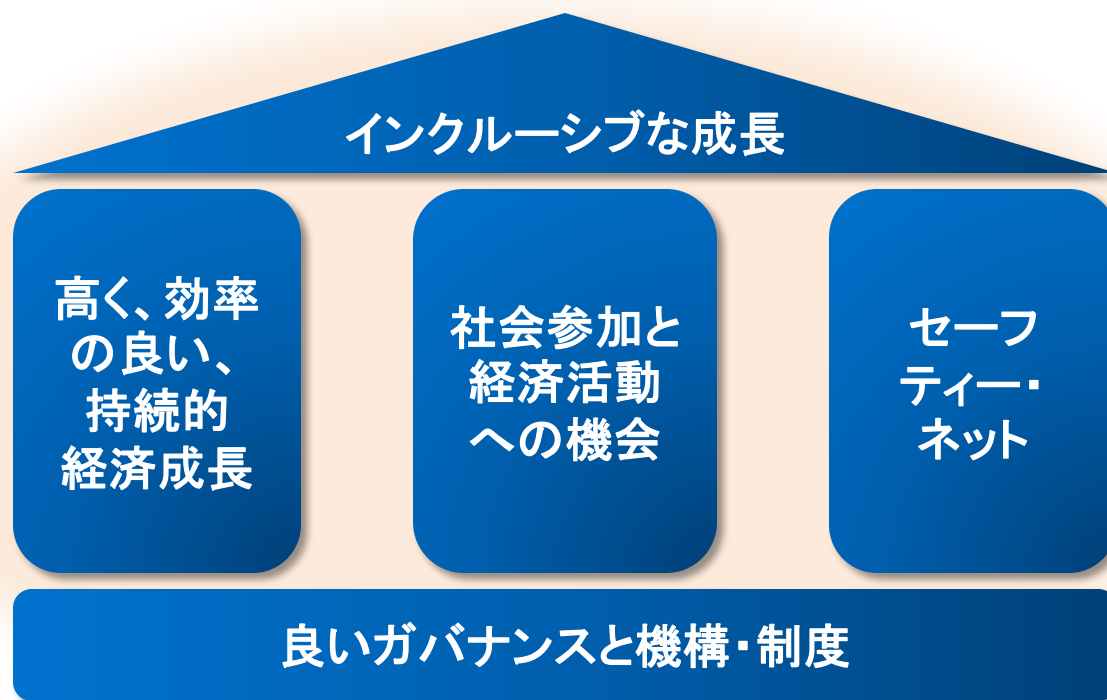 インクルーシブな成長
高く、効率
の良い、
持続的
経済成長
社会参加と
経済活動
への機会
セーフ
ティー・
ネット
良いガバナンスと機構・制度